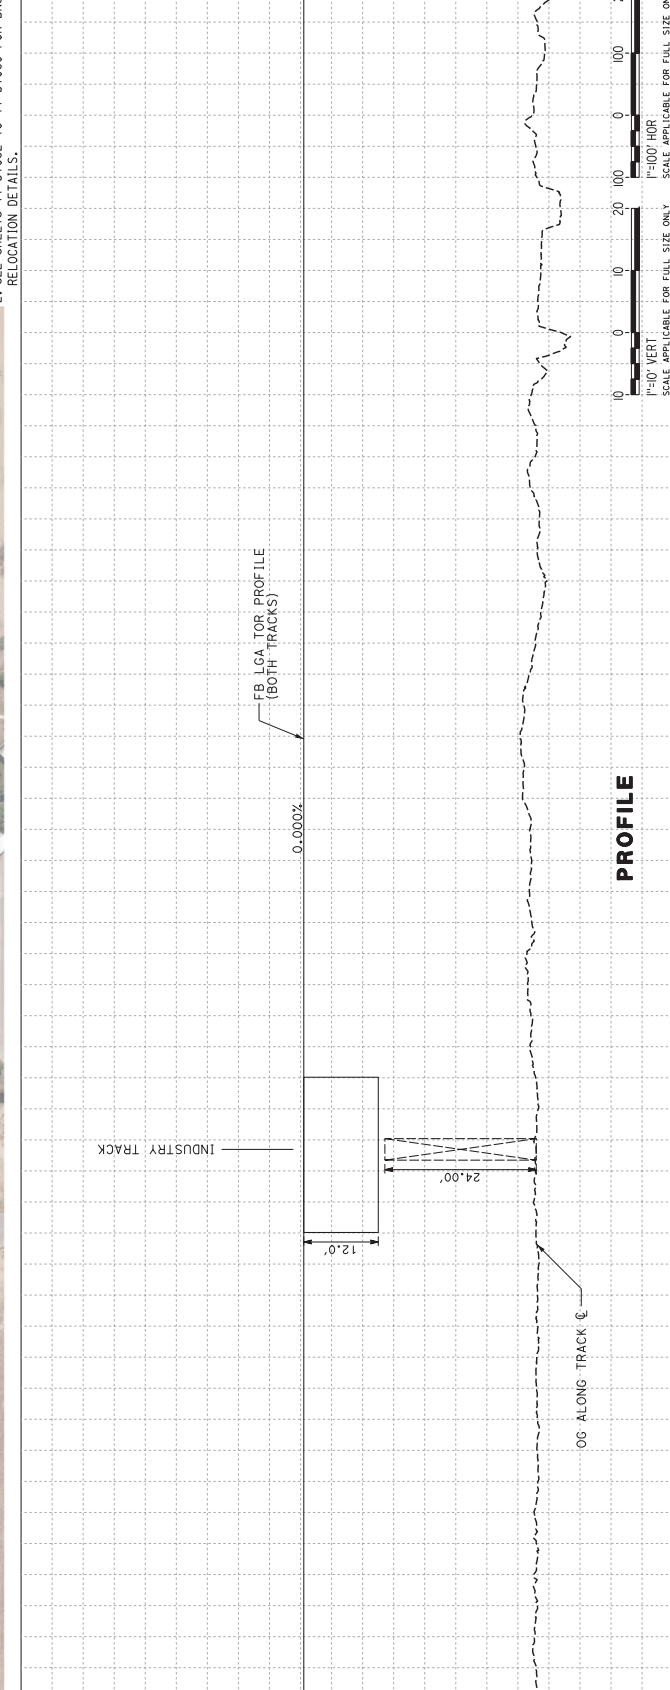 RELOCATION DETAILS.
FB LGA TOR PROFILE
(BOTH TRACKS)
0.000%
INDUSTRY TRACK
12.0'
24.00'
OG ALONG TRACK ℄
PROFILE
10 0 10 20
1"=10' VERT
SCALE APPLICABLE FOR FULL SIZE ONLY
100 0 100
1"=100' HOR
SCALE APPLICABLE FOR FULL SIZE ON